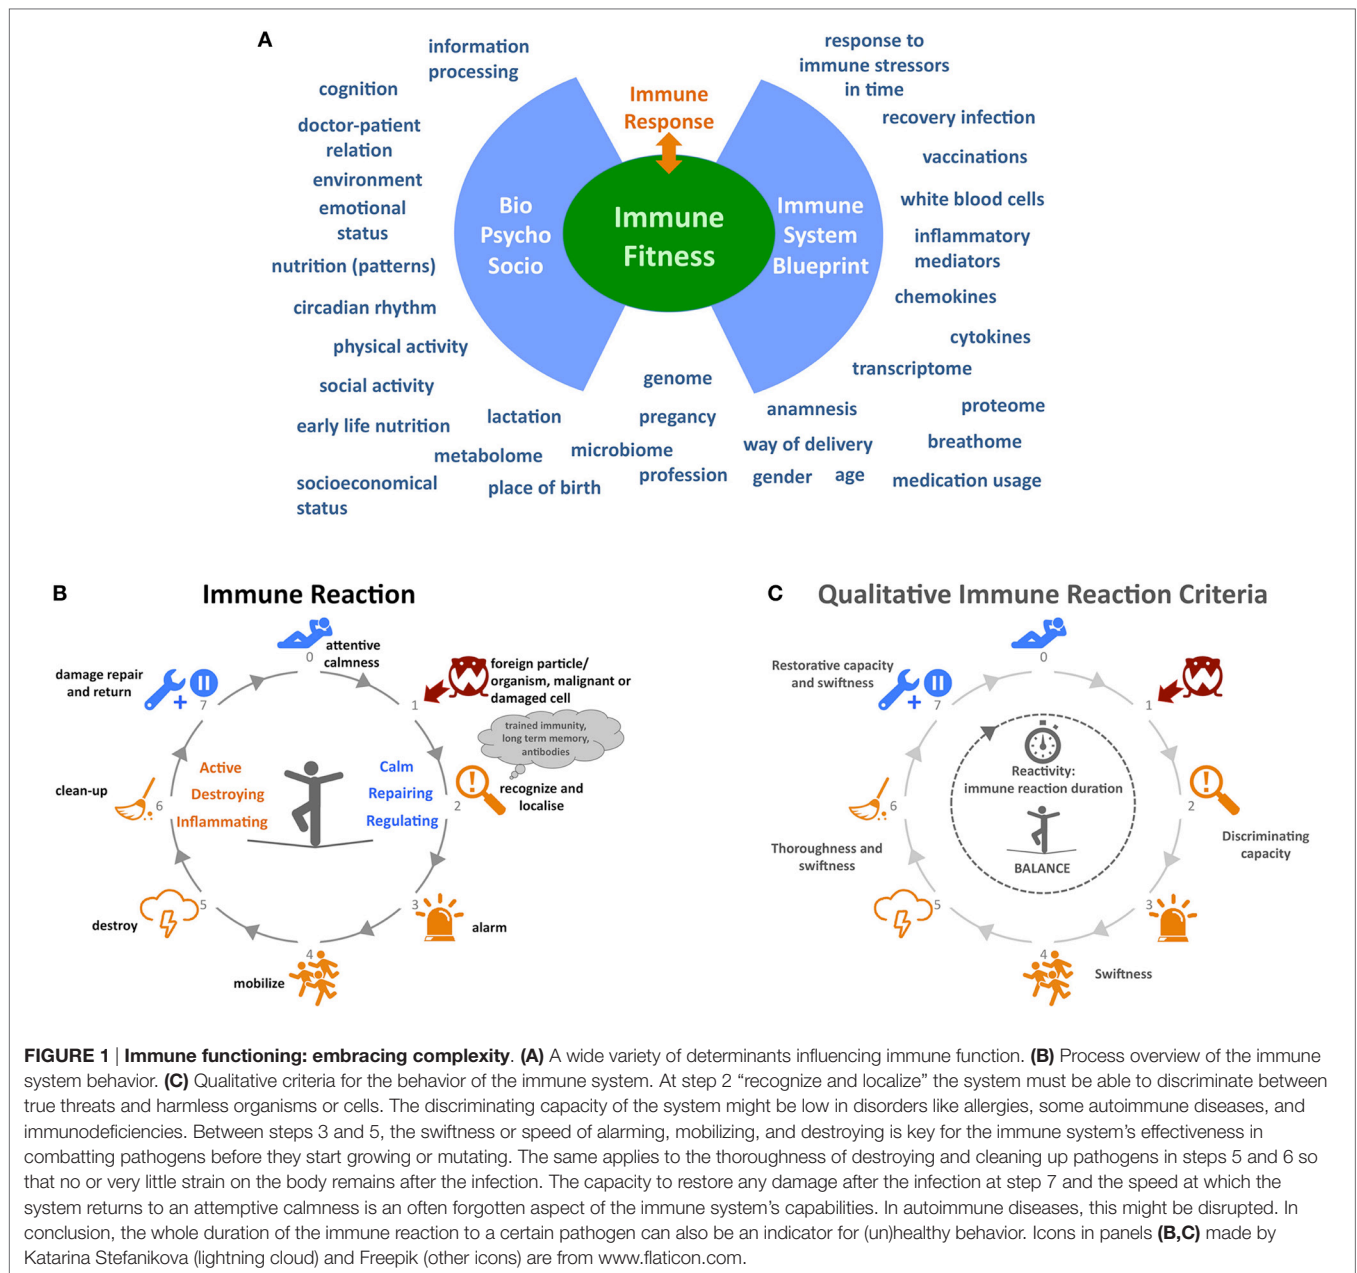 A
information
processing
cognition
doctor-patient
relation
environment
emotional
status
nutrition (patterns)
circadian rhythm
physical activity
social activity
early life nutrition
socioeconomical
status
lactation
metabolome
place of birth
microbiome
genome
pregancy
profession
anamnesis
way of delivery
gender
age
response to
immune stressors
in time
recovery infection
vaccinations
white blood cells
inflammatory
mediators
chemokines
cytokines
transcriptome
proteome
breathome
medication usage
Immune
Response
Bio
Psycho
Socio
Immune
Fitness
Immune
System
Blueprint
B
Immune Reaction
0
attentive
calmness
1
foreign particle/
organism, malignant or
damaged cell
trained immunity,
long term memory,
antibodies
2
recognize and
localise
3
alarm
4
mobilize
5
destroy
6
clean-up
7
damage repair
and return
Active
Destroying
Inflammating
Calm
Repairing
Regulating
C
Qualitative Immune Reaction Criteria
0
1
2
Discriminating
capacity
3
Swiftness
4
5
Thoroughness and
swiftness
6
7
Restorative capacity
and swiftness
Reactivity:
immune reaction duration
BALANCE
FIGURE 1 | Immune functioning: embracing complexity. (A) A wide variety of determinants influencing immune function. (B) Process overview of the immune
system behavior. (C) Qualitative criteria for the behavior of the immune system. At step 2 “recognize and localize” the system must be able to discriminate between
true threats and harmless organisms or cells. The discriminating capacity of the system might be low in disorders like allergies, some autoimmune diseases, and
immunodeficiencies. Between steps 3 and 5, the swiftness or speed of alarming, mobilizing, and destroying is key for the immune system’s effectiveness in
combatting pathogens before they start growing or mutating. The same applies to the thoroughness of destroying and cleaning up pathogens in steps 5 and 6 so
that no or very little strain on the body remains after the infection. The capacity to restore any damage after the infection at step 7 and the speed at which the
system returns to an attemptive calmness is an often forgotten aspect of the immune system’s capabilities. In autoimmune diseases, this might be disrupted. In
conclusion, the whole duration of the immune reaction to a certain pathogen can also be an indicator for (un)healthy behavior. Icons in panels (B,C) made by
Katarina Stefanikova (lightning cloud) and Freepik (other icons) are from www.flaticon.com.